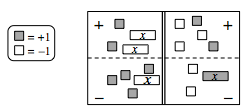 = +1
= −1
+ +
x
x
x x
− −